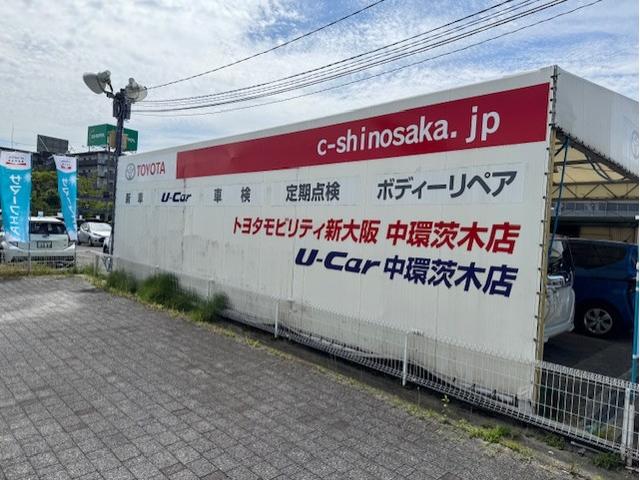 c-shinosaka.jp
TOYOTA
新車 U-Car 車検 定期点検 ボディーリペア
トヨタモビリティ新大阪 中環茨木店
U-Car 中環茨木店